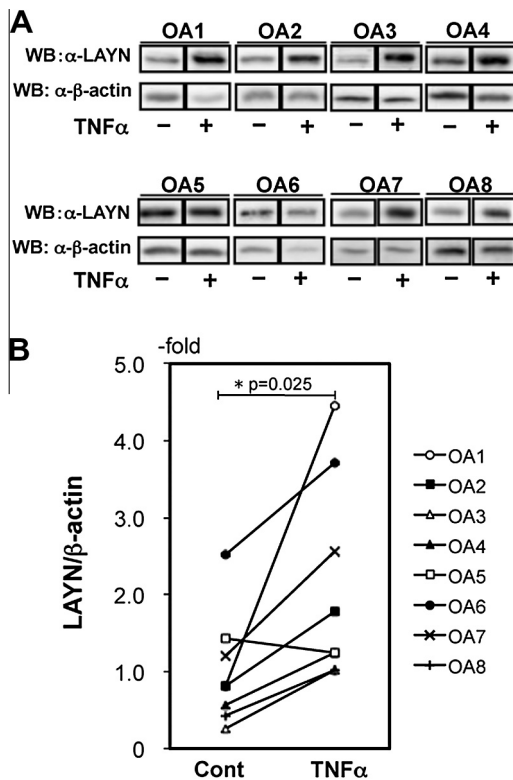 A
OA1 OA2 OA3 OA4
WB:α-LAYN
WB: α-β-actin
TNFα − + − + − + − +
OA5 OA6 OA7 OA8
WB:α-LAYN
WB: α-β-actin
TNFα − + − + − + − +
B
-fold
5.0
* p=0.025
4.0
3.0
2.0
1.0
0
LAYN/β-actin
Cont TNFα
OA1
OA2
OA3
OA4
OA5
OA6
OA7
OA8